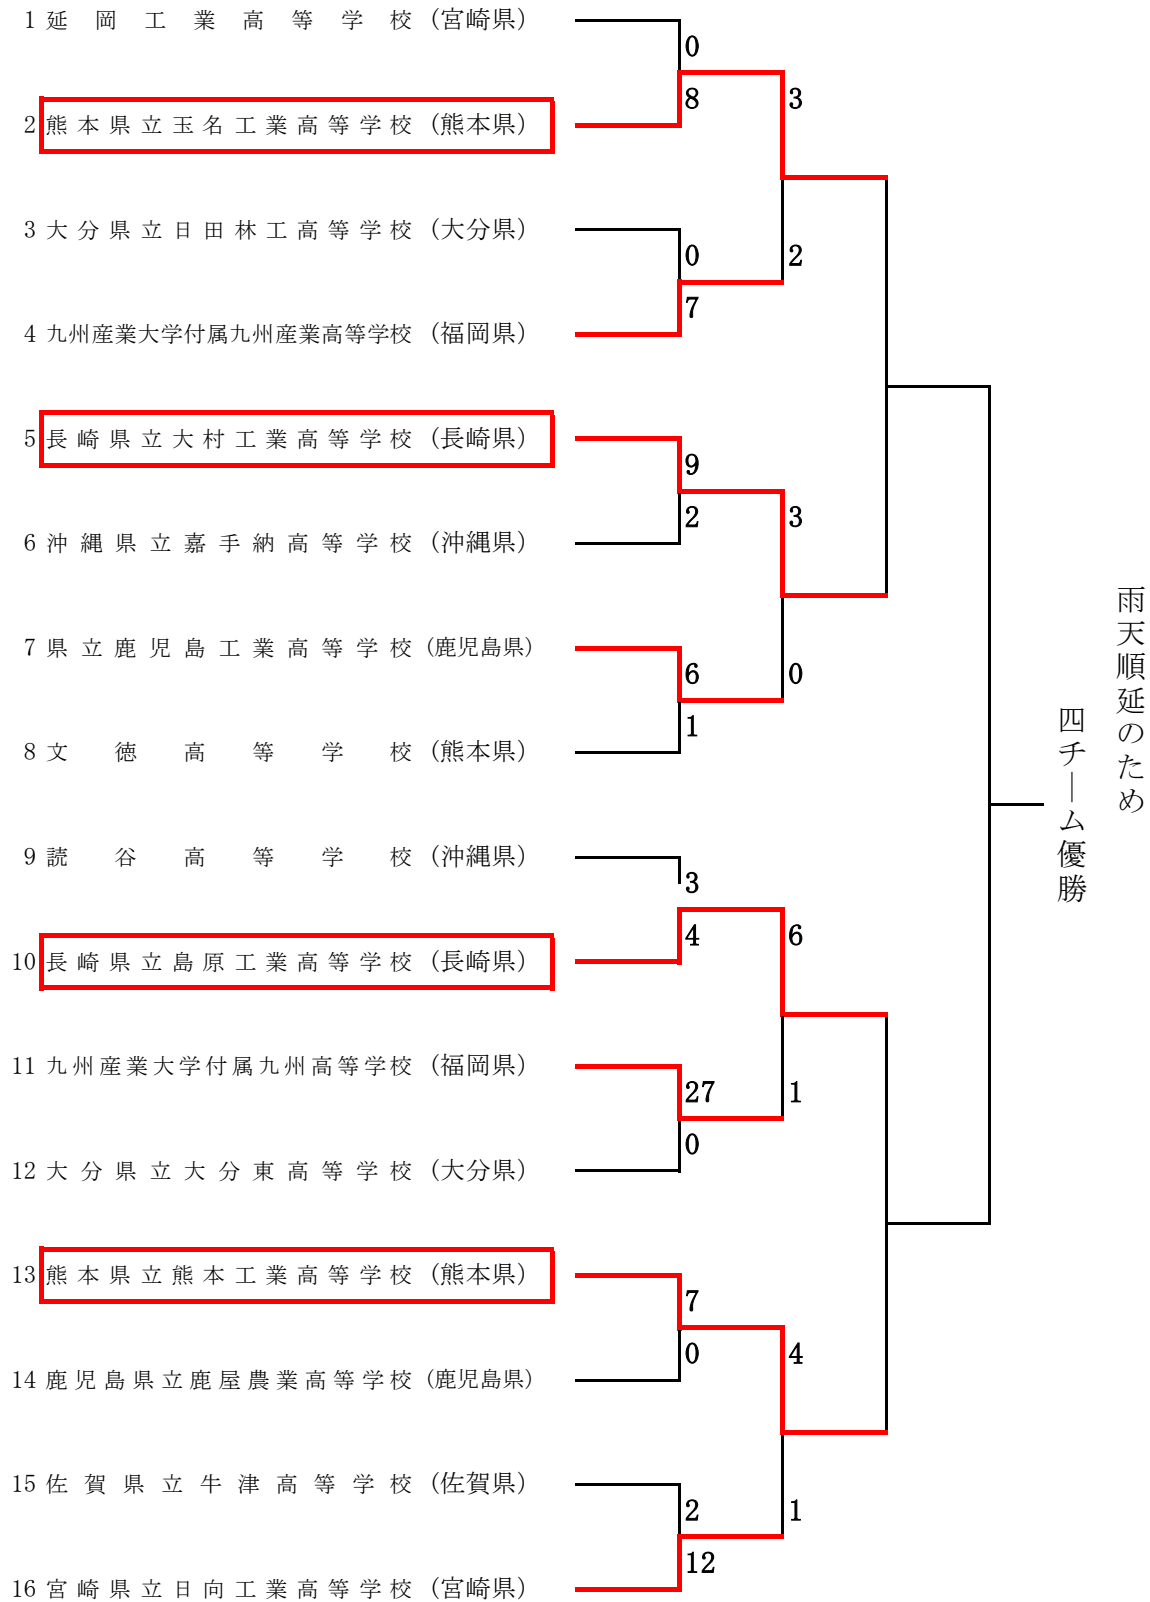 1 延岡工業高等学校 (宮崎県)
0
8
3
2 熊本県立玉名工業高等学校 (熊本県)
3 大分県立日田林工高等学校 (大分県)
0
2
7
4 九州産業大学付属九州産業高等学校 (福岡県)
5 長崎県立大村工業高等学校 (長崎県)
9
2
3
6 沖縄県立嘉手納高等学校 (沖縄県)
7 県立鹿児島工業高等学校 (鹿児島県)
6
0
1
8 文徳高等学校 (熊本県)
9 読谷高等学校 (沖縄県)
3
4
6
10 長崎県立島原工業高等学校 (長崎県)
11 九州産業大学付属九州高等学校 (福岡県)
27
1
0
12 大分県立大分東高等学校 (大分県)
13 熊本県立熊本工業高等学校 (熊本県)
7
0
4
14 鹿児島県立鹿屋農業高等学校 (鹿児島県)
15 佐賀県立牛津高等学校 (佐賀県)
2
1
12
16 宮崎県立日向工業高等学校 (宮崎県)
雨天順延のため
四チーム優勝